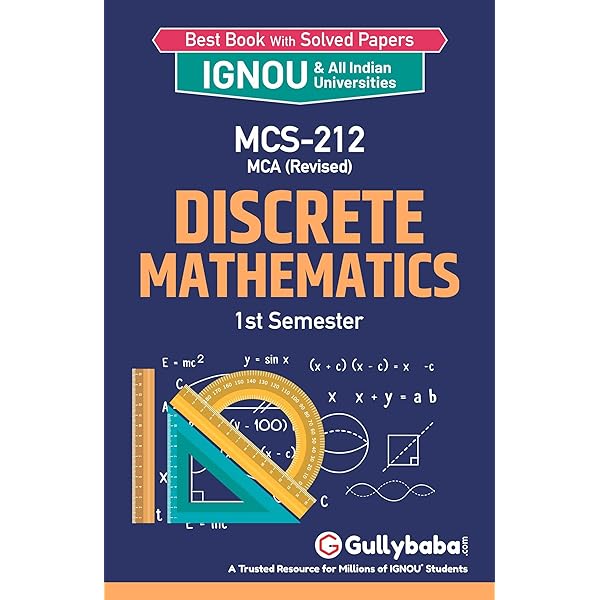 Best Book With Solved Papers
IGNOU & All Indian Universities
MCS-212
MCA (Revised)
DISCRETE
MATHEMATICS
1st Semester
E = mc²
y = sin x
(x + c) (x - c) = x -c
x x + y = a b
(y - 100)
C
t
Gullybaba.com
A Trusted Resource for Millions of IGNOU* Students